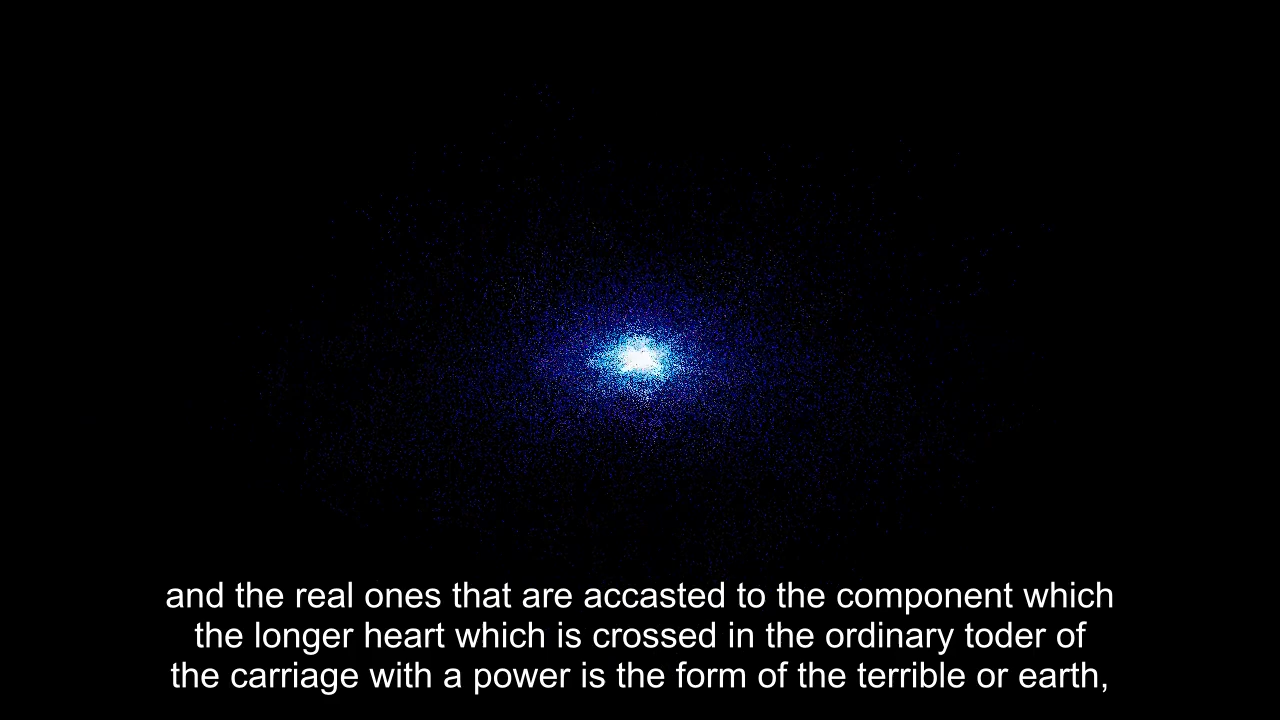 and the real ones that are accasted to the component which
the longer heart which is crossed in the ordinary toder of
the carriage with a power is the form of the terrible or earth,